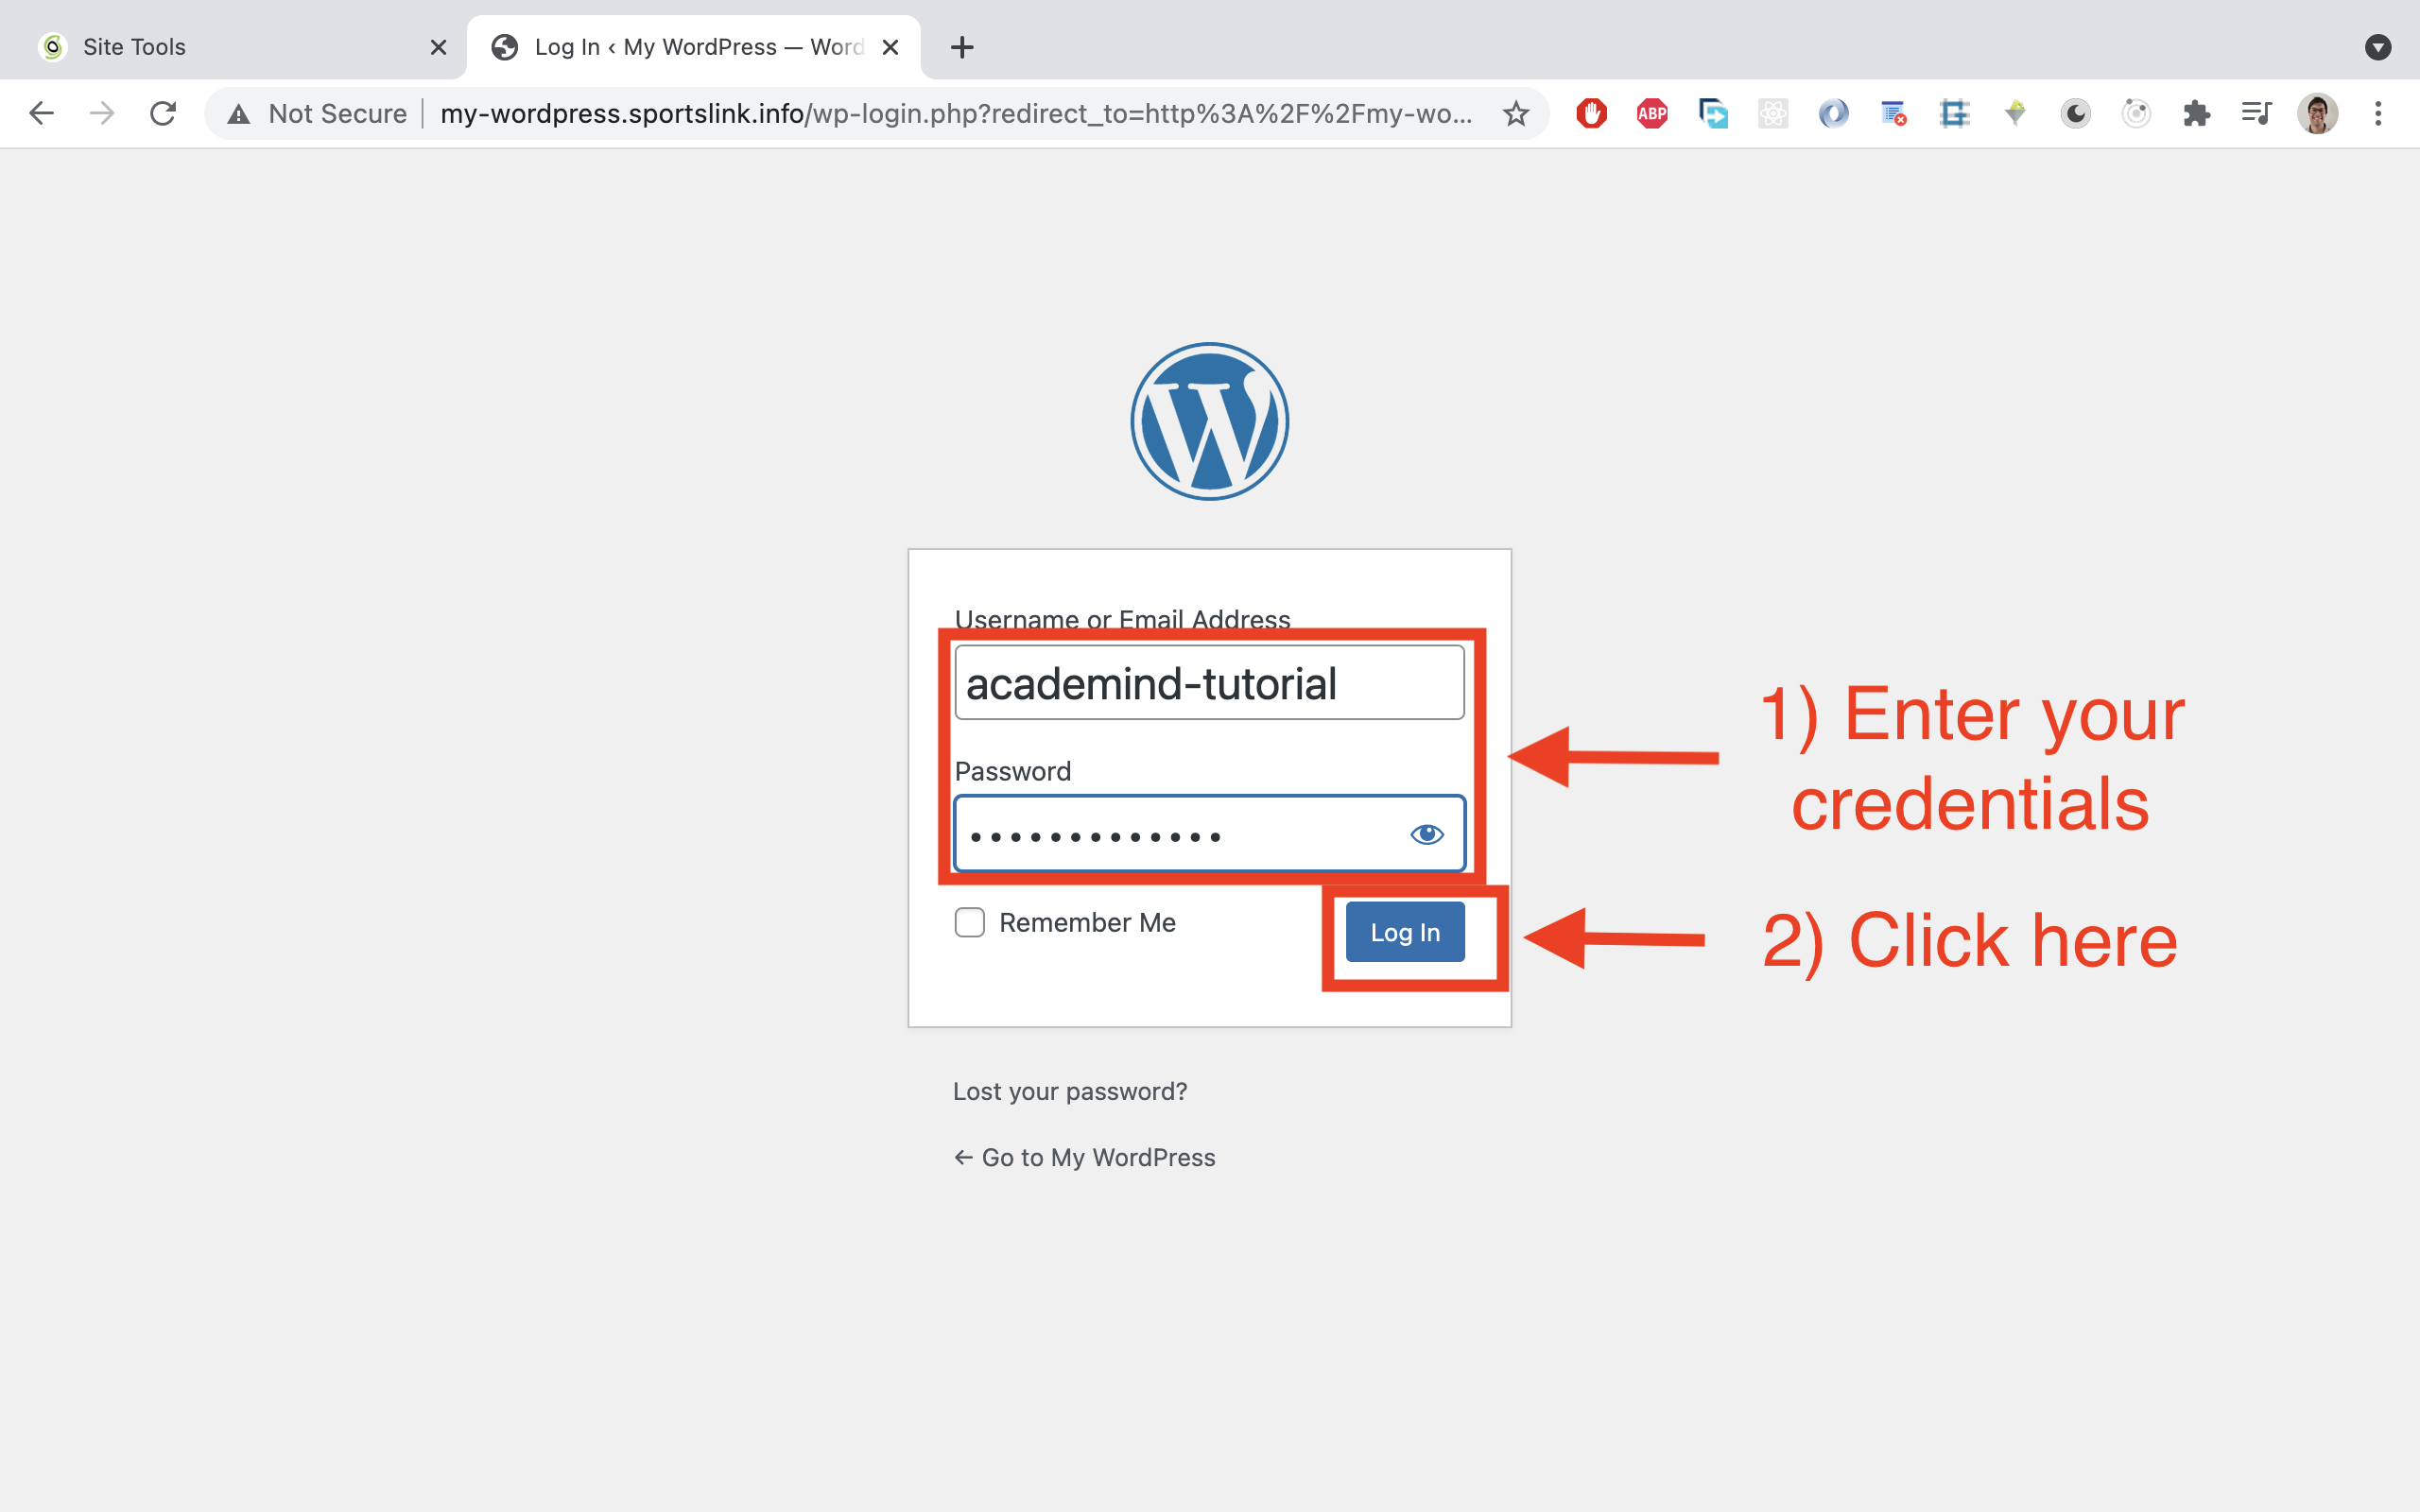 Site Tools
Log In ‹ My WordPress — Word
Not Secure
my-wordpress.sportslink.info/wp-login.php?redirect_to=http%3A%2F%2Fmy-wo...
ABP
Username or Email Address
academind-tutorial
Password
1) Enter your
credentials
Remember Me
Log In
2) Click here
Lost your password?
← Go to My WordPress